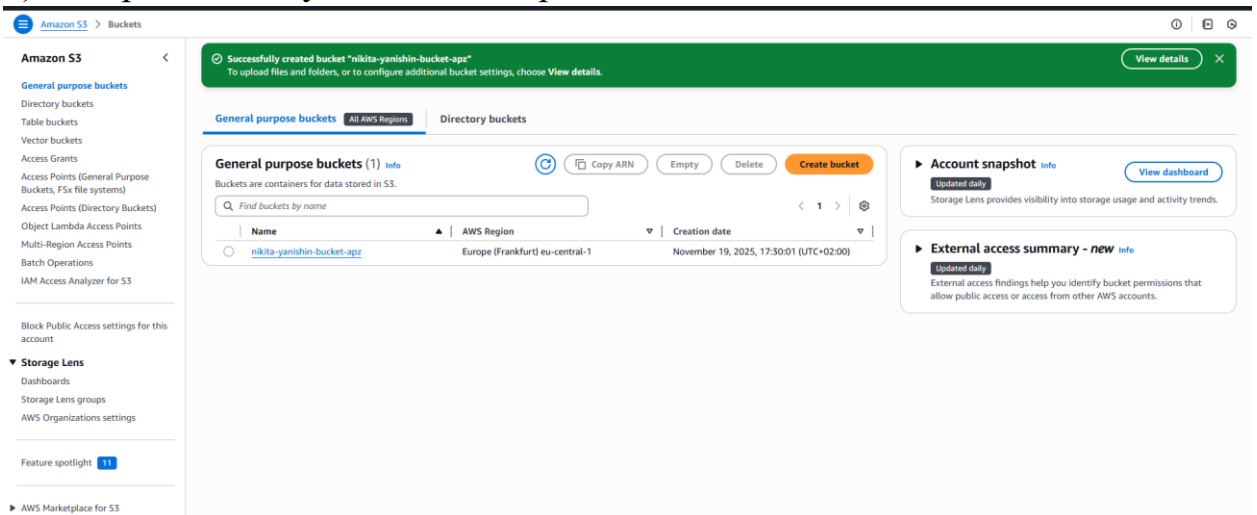 Amazon S3 > Buckets
Amazon S3
General purpose buckets
Directory buckets
Table buckets
Vector buckets
Access Grants
Access Points (General Purpose
Buckets, FSx file systems)
Access Points (Directory Buckets)
Object Lambda Access Points
Multi-Region Access Points
Batch Operations
IAM Access Analyzer for S3
Block Public Access settings for this
account
Storage Lens
Dashboards
Storage Lens groups
AWS Organizations settings
Feature spotlight 11
AWS Marketplace for S3
Successfully created bucket "nikita-yanishin-bucket-apz"
To upload files and folders, or to configure additional bucket settings, choose View details.
View details
General purpose buckets All AWS Regions Directory buckets
General purpose buckets (1) Info
Copy ARN Empty Delete Create bucket
Buckets are containers for data stored in S3.
Find buckets by name
< 1 >
Name AWS Region Creation date
nikita-yanishin-bucket-apz Europe (Frankfurt) eu-central-1 November 19, 2025, 17:30:01 (UTC+02:00)
Account snapshot Info
View dashboard
Updated daily
Storage Lens provides visibility into storage usage and activity trends.
External access summary - new Info
Updated daily
External access findings help you identify bucket permissions that
allow public access or access from other AWS accounts.